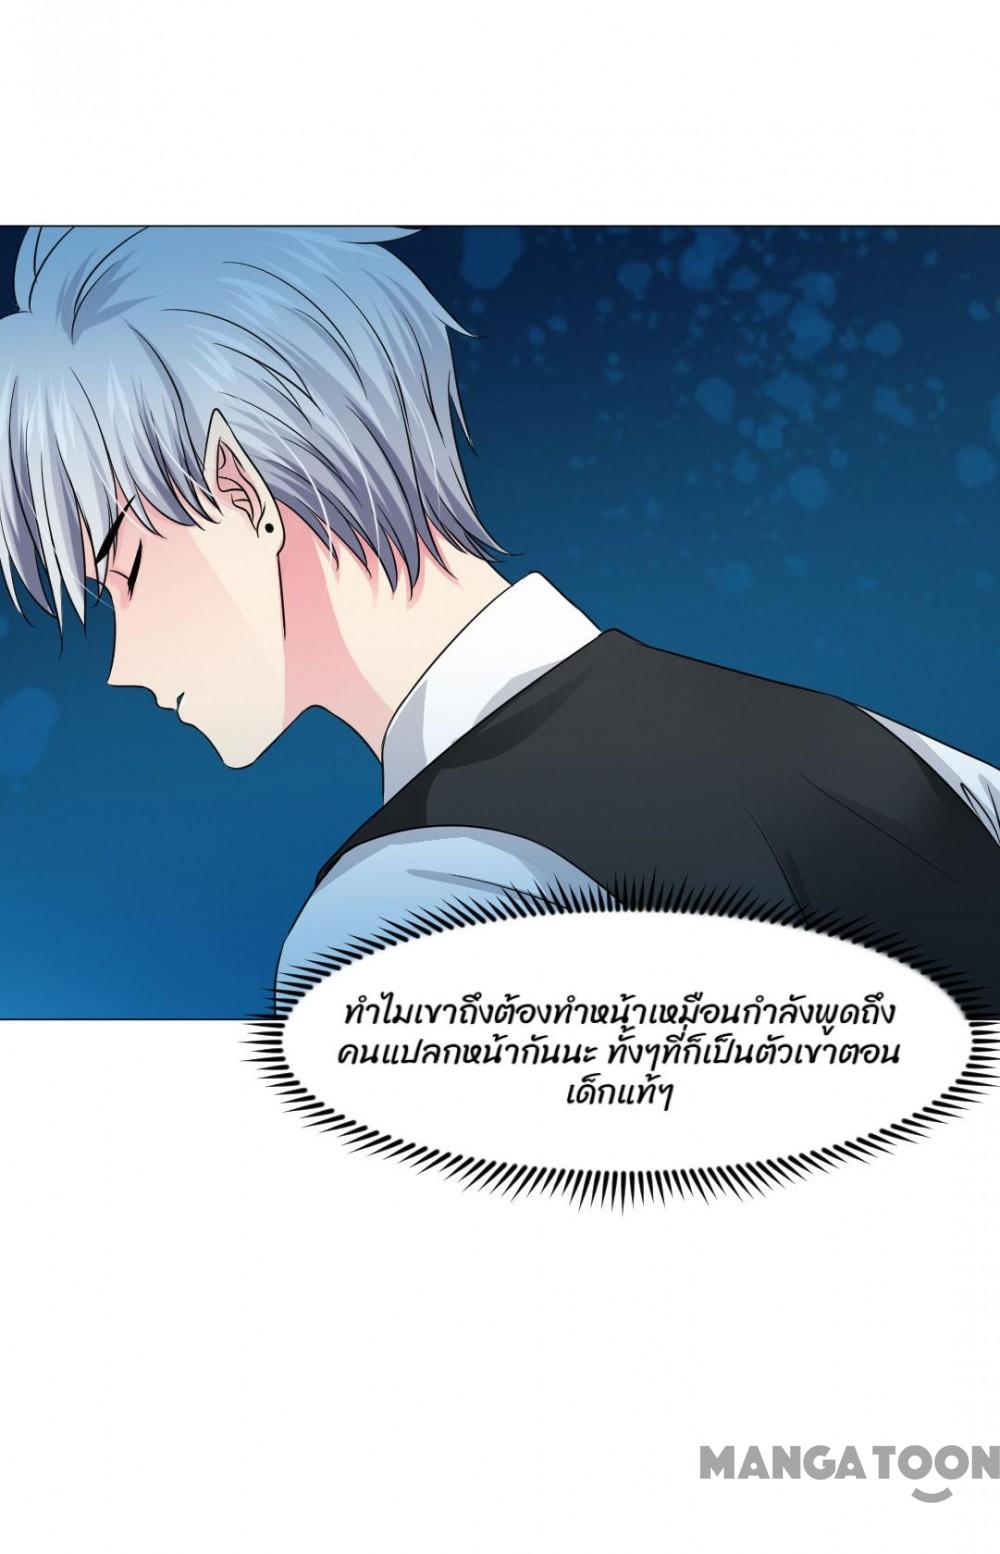 ทำไมเขาถึงต้องทำหน้าเหมือนกำลังพูดถึง
คนแปลกหน้ากันนะ ทั้งๆที่ก็เป็นตัวเขาตอน
เด็กแท้ๆ
MANGATOON